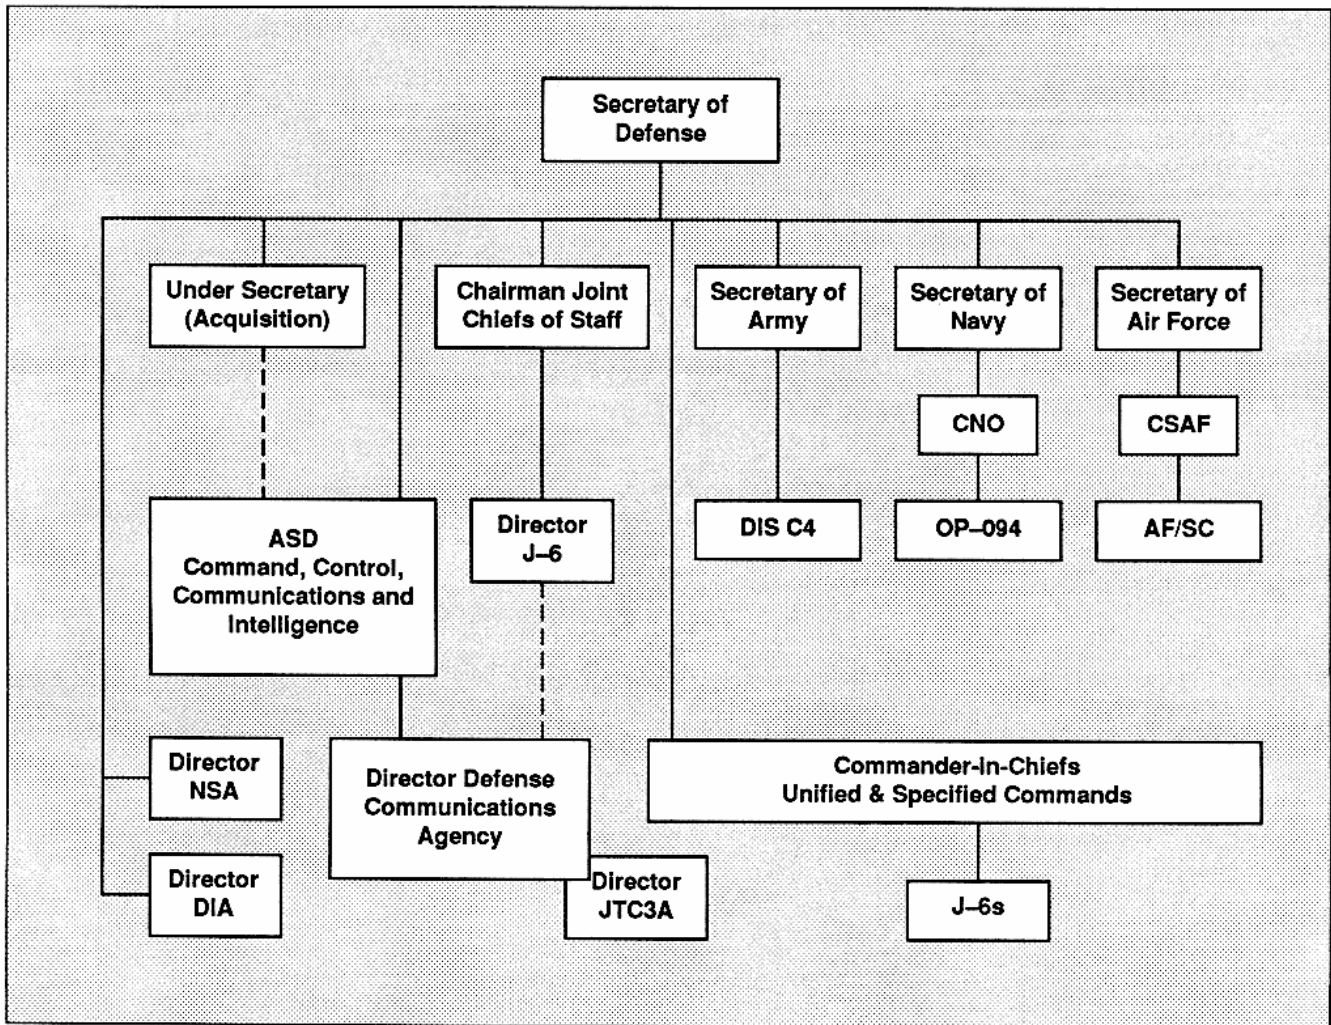 Secretary of
Defense
Under Secretary
(Acquisition)
Chairman Joint
Chiefs of Staff
Secretary of
Army
Secretary of
Navy
Secretary of
Air Force
CNO
CSAF
ASD
Command, Control,
Communications and
Intelligence
Director
J–6
DIS C4
OP–094
AF/SC
Director
NSA
Director Defense
Communications
Agency
Commander-In-Chiefs
Unified & Specified Commands
Director
DIA
Director
JTC3A
J–6s